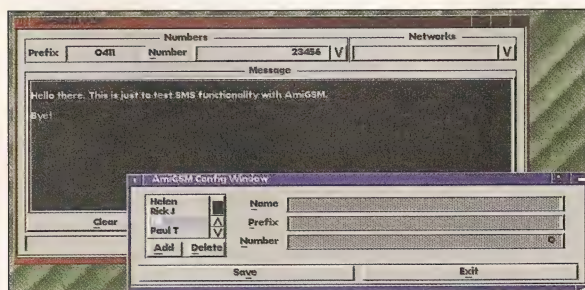 Numbers
Networks
Prefix 0411 Number 23456 V
V
Message
Hello there. This is just to test SMS functionality with AmiGSM.
Bye!
AmiGSM Config Window
Helen
Rick J
Paul T
Name
Prefix
Number 0
Clear
Add Delete
Save Exit